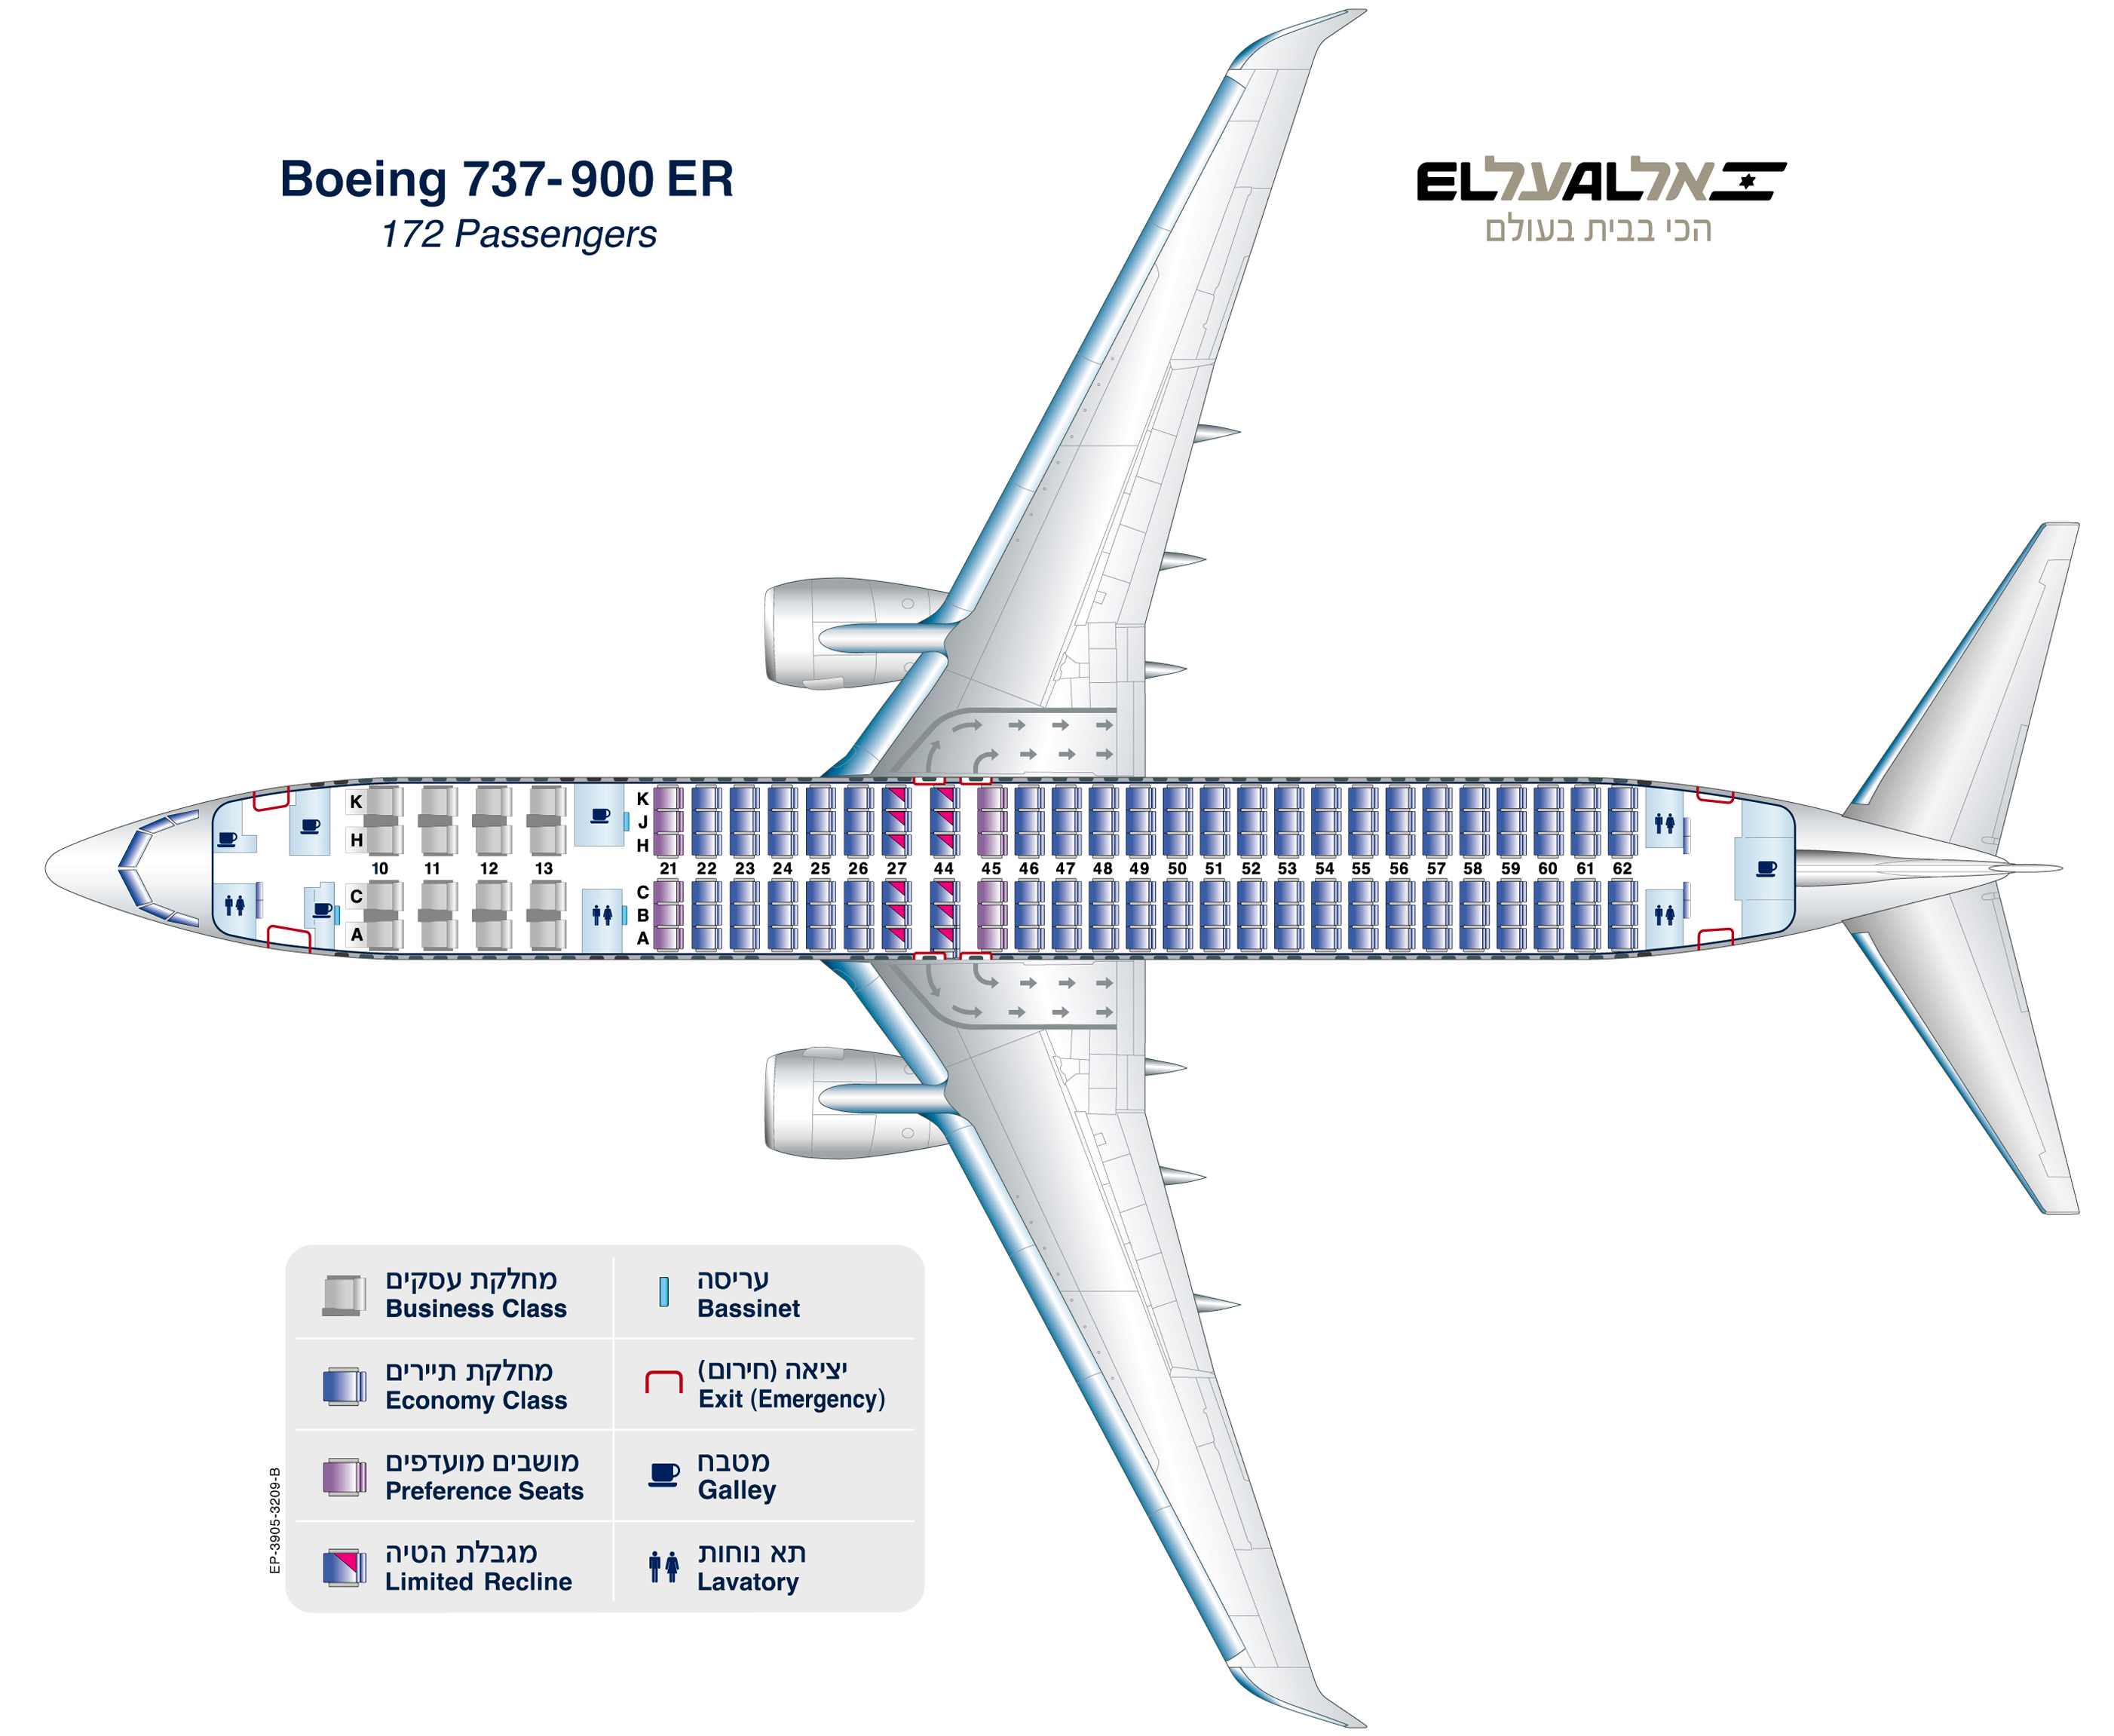 Boeing 737-900 ER
172 Passengers
ELעלALאל
הכי בבית בעולם
K
H
10 11 12 13
C
A
K
J
H
21 22 23 24 25 26 27 44 45 46 47 48 49 50 51 52 53 54 55 56 57 58 59 60 61 62
C
B
A
מחלקת עסקים
Business Class
עריסה
Bassinet
מחלקת תיירים
Economy Class
יציאה (חירום)
Exit (Emergency)
מושבים מועדפים
Preference Seats
מטבח
Galley
מגבלת הטיה
Limited Recline
תא נוחות
Lavatory
EP-3905-3209-B